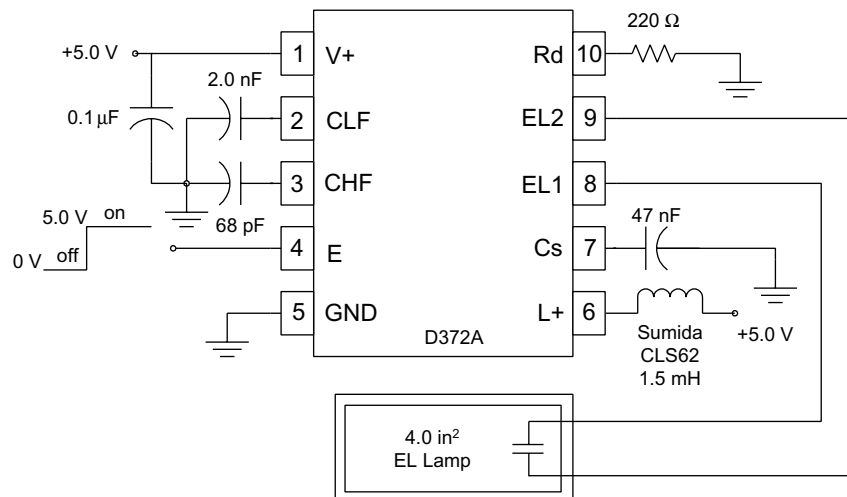 220 Ω
+5.0 V
1
V+
Rd
10
2.0 nF
0.1 µF
2
CLF
EL2
9
3
CHF
EL1
8
68 pF
5.0 V
on
47 nF
0 V
off
4
E
Cs
7
5
GND
L+
6
+5.0 V
D372A
Sumida
CLS62
1.5 mH
4.0 in²
EL Lamp